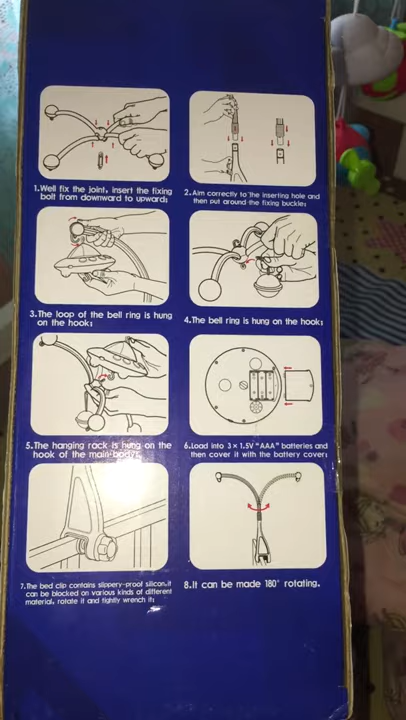 1.Well fix the joint, insert the fixing
bolt from downward to upward;
2.Aim correctly to the inserting hole and
then put around the fixing buckle;
3.The loop of the bell ring is hung
on the hook;
4.The bell ring is hung on the hook;
5.The hanging rack is hung on the
hook of the main body;
6.Load into 3×1.5V "AAA" batteries and
then cover it with the battery cover;
7.The bed clip contains slippery-proof silicon,it
can be blocked on various kinds of different
material, rotate it and tightly wrench it;
8.It can be made 180° rotating.